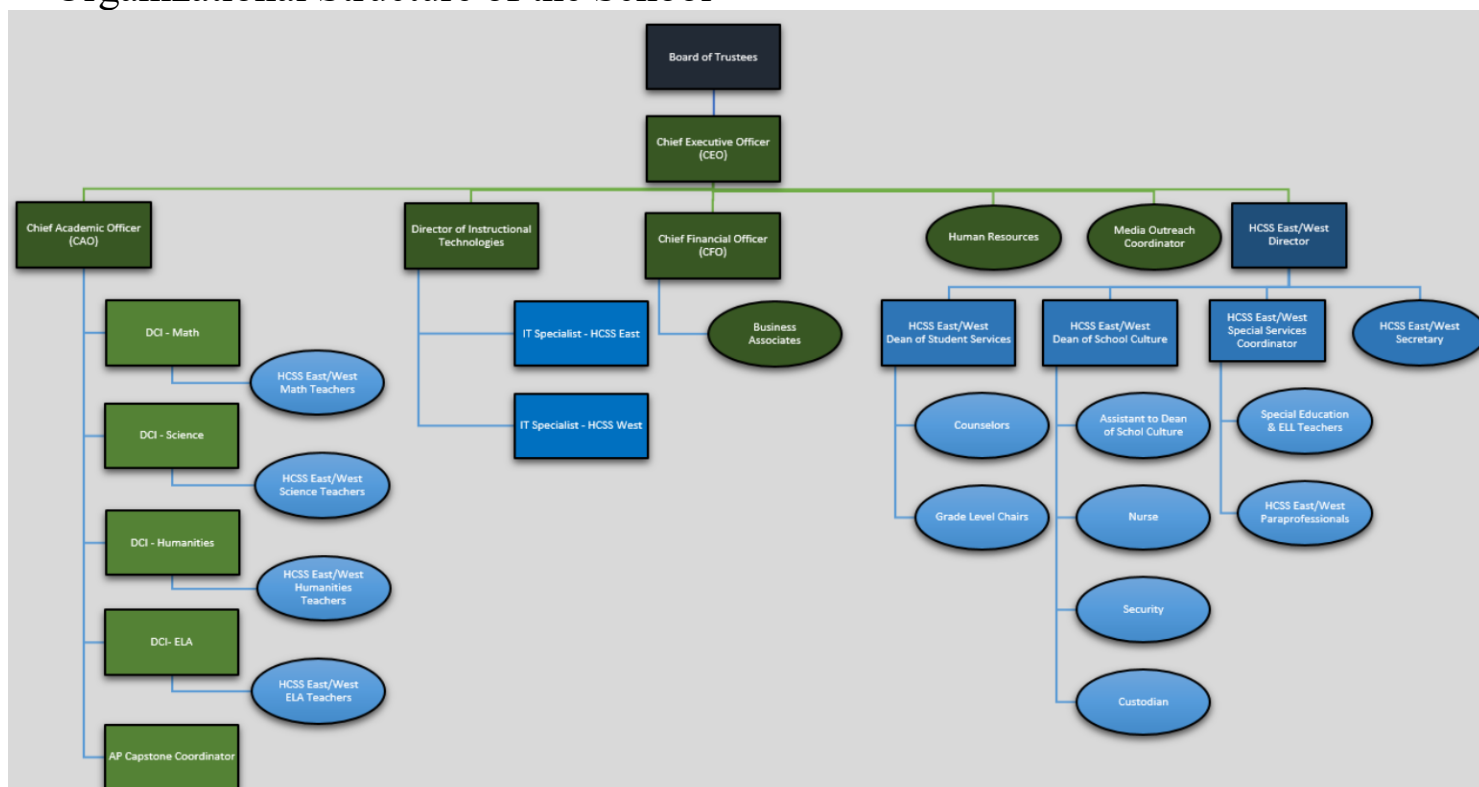 Organizational Structure of the School
Board of Trustees
Chief Executive Officer
(CEO)
Chief Academic Officer
(CAO)
Director of Instructional
Technologies
Chief Financial Officer
(CFO)
Human Resources
Media Outreach
Coordinator
HCSS East/West
Director
DCI - Math
HCSS East/West
Math Teachers
DCI - Science
HCSS East/West
Science Teachers
DCI - Humanities
HCSS East/West
Humanities
Teachers
DCI- ELA
HCSS East/West
ELA Teachers
AP Capstone Coordinator
IT Specialist - HCSS East
IT Specialist - HCSS West
Business
Associates
HCSS East/West
Dean of Student Services
Counselors
Grade Level Chairs
HCSS East/West
Dean of School Culture
Assistant to Dean
of Schol Culture
Nurse
Security
Custodian
HCSS East/West
Special Services
Coordinator
Special Education
& ELL Teachers
HCSS East/West
Paraprofessionals
HCSS East/West
Secretary